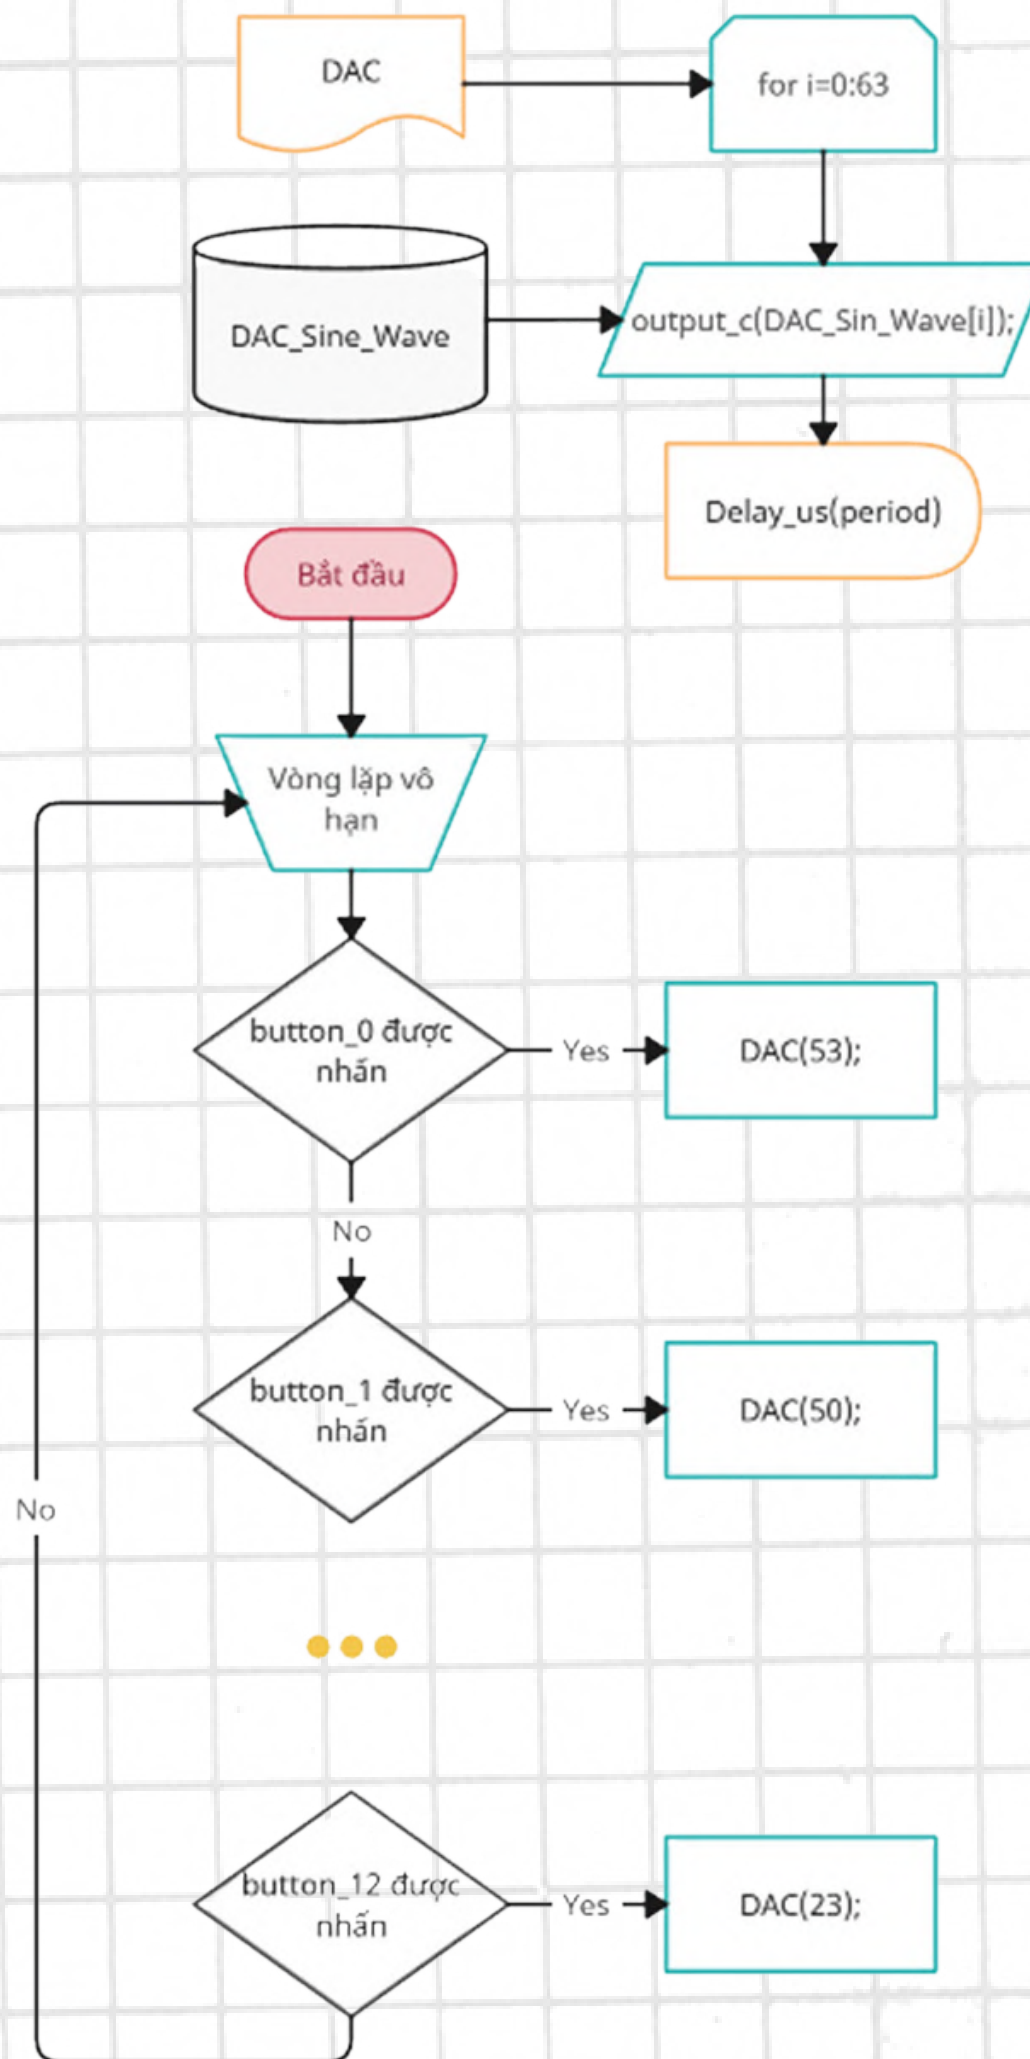 DAC
for i=0:63
DAC_Sine_Wave
output_c(DAC_Sin_Wave[i]);
Delay_us(period)
Bắt đầu
Vòng lặp vô
hạn
button_0 được
nhấn
Yes
DAC(53);
No
button_1 được
nhấn
Yes
DAC(50);
No
button_12 được
nhấn
Yes
DAC(23);